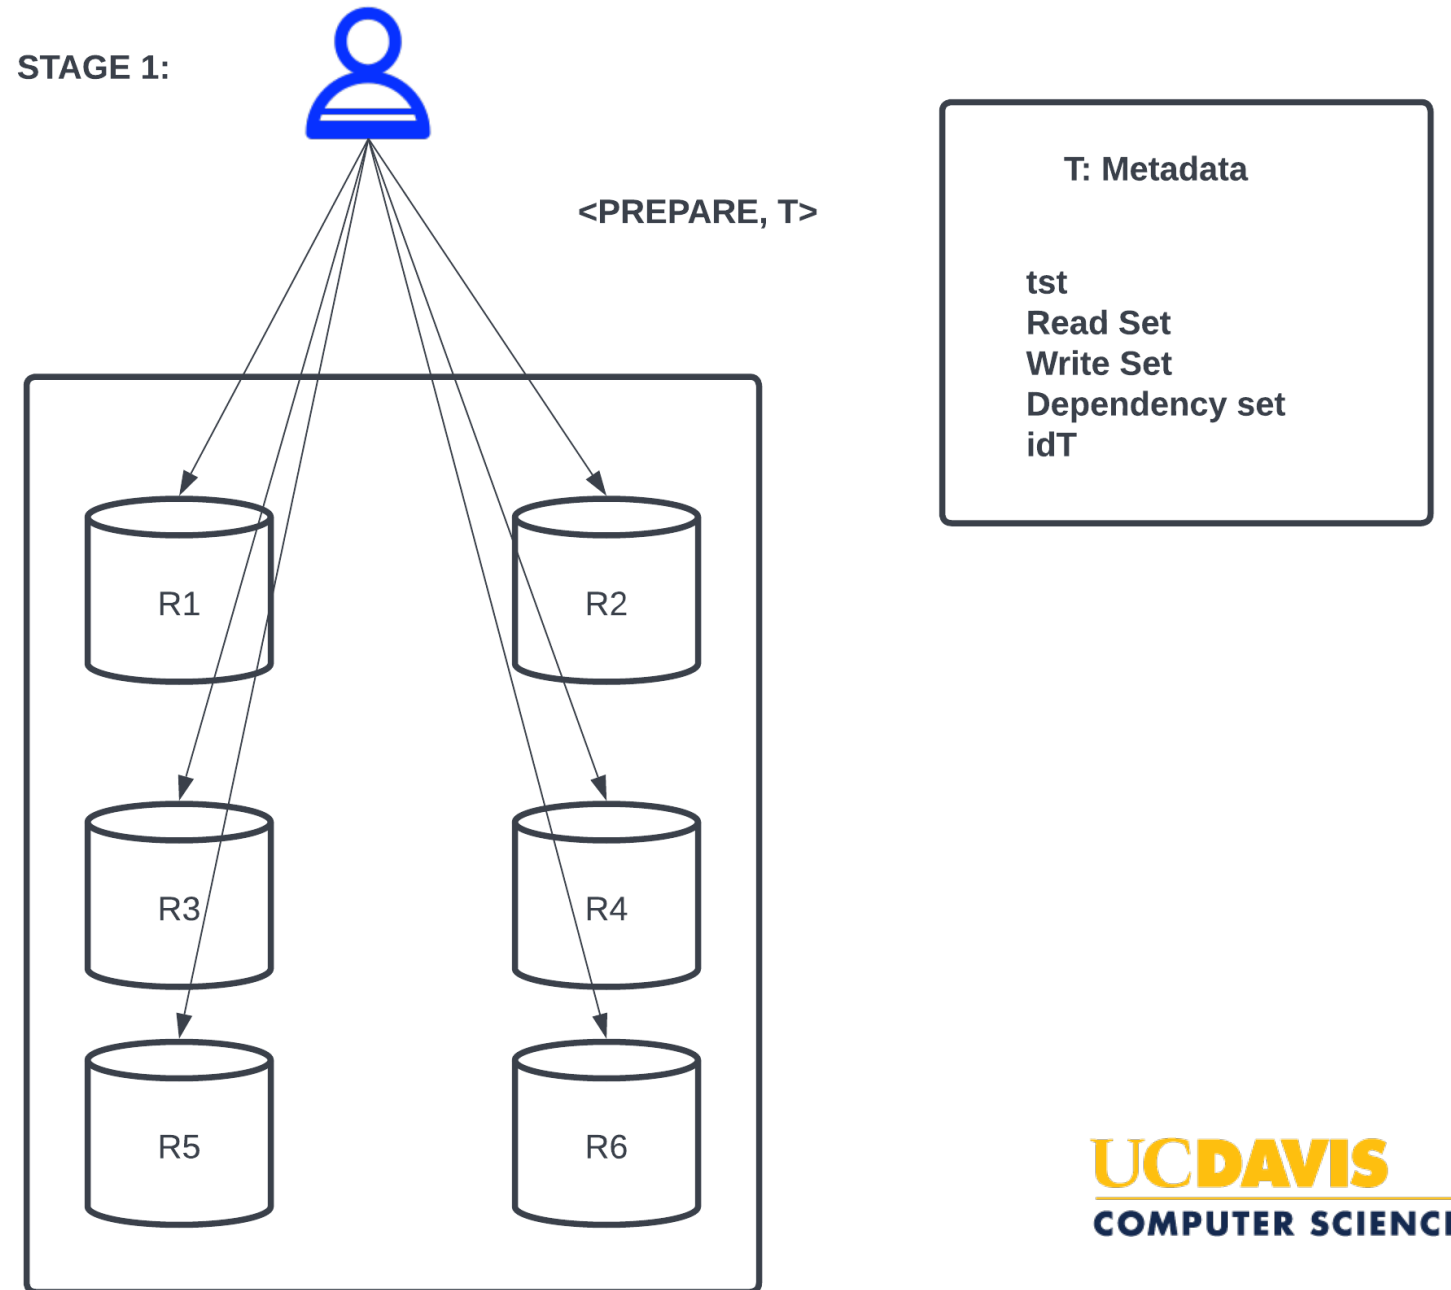 STAGE 1:
<PREPARE, T>
T: Metadata
tst
Read Set
Write Set
Dependency set
idT
R1
R2
R3
R4
R5
R6
UCDAVIS
COMPUTER SCIENC